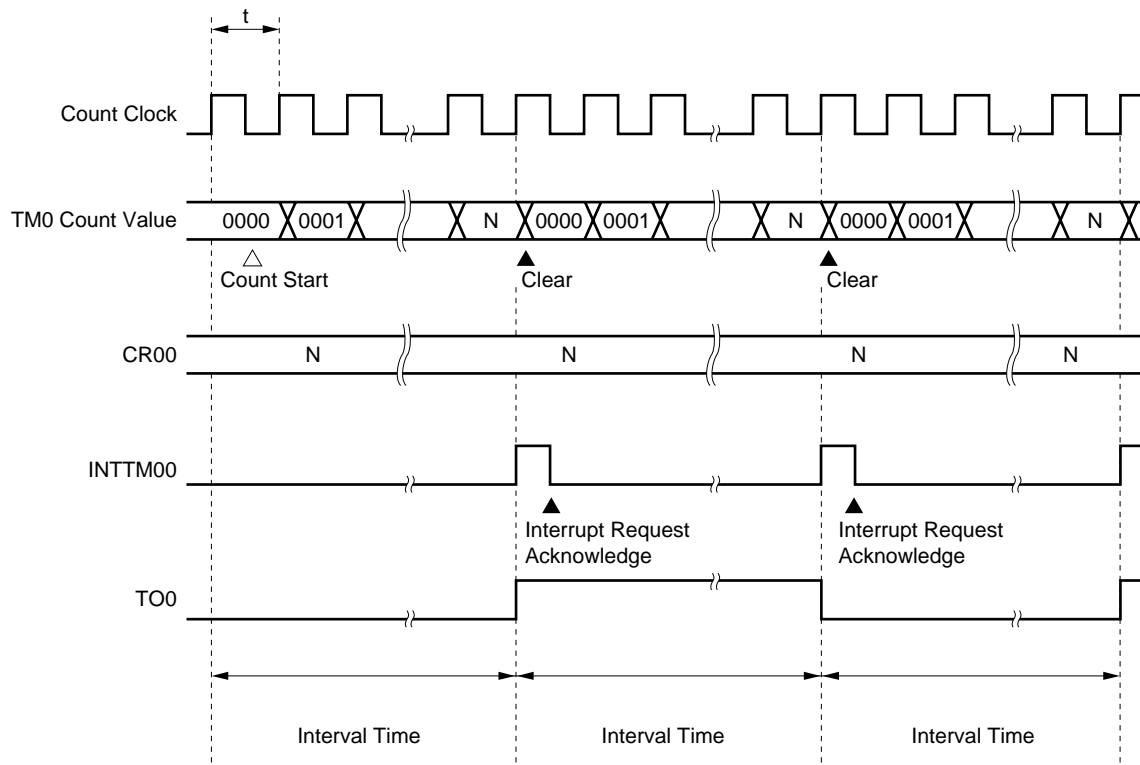 t
Count Clock
TM0 Count Value 0000 0001 N 0000 0001 N 0000 0001 N
Count Start Clear Clear
CR00 N N N N
INTTM00
Interrupt Request Interrupt Request
Acknowledge Acknowledge
TO0
Interval Time Interval Time Interval Time